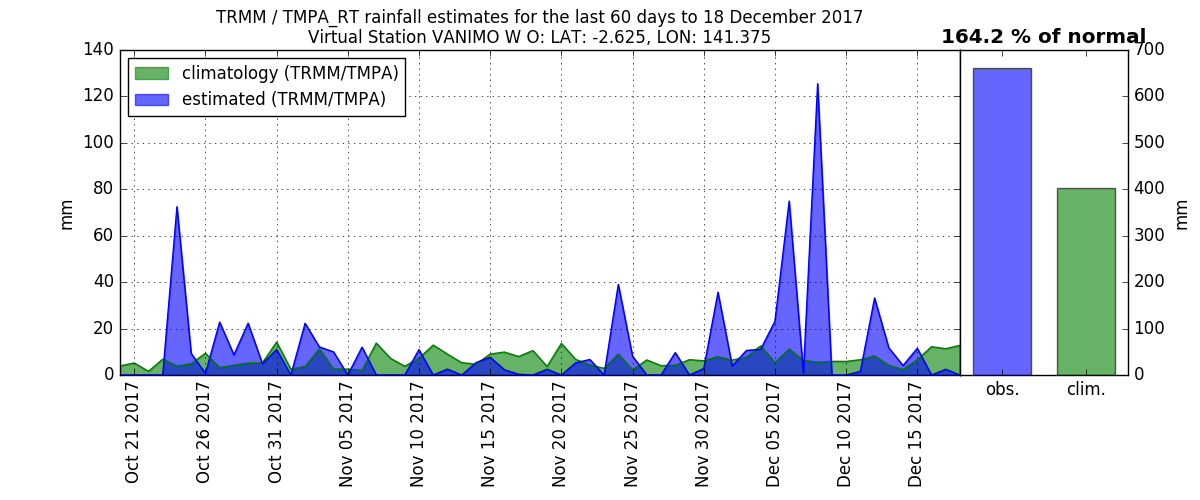 TRMM / TMPA_RT rainfall estimates for the last 60 days to 18 December 2017
Virtual Station VANIMO W O: LAT: -2.625, LON: 141.375
164.2 % of normal
climatology (TRMM/TMPA)
estimated (TRMM/TMPA)
140
120
100
80
60
40
20
0
mm
Oct 21 2017
Oct 26 2017
Oct 31 2017
Nov 05 2017
Nov 10 2017
Nov 15 2017
Nov 20 2017
Nov 25 2017
Nov 30 2017
Dec 05 2017
Dec 10 2017
Dec 15 2017
700
600
500
400
300
200
100
0
mm
obs.
clim.